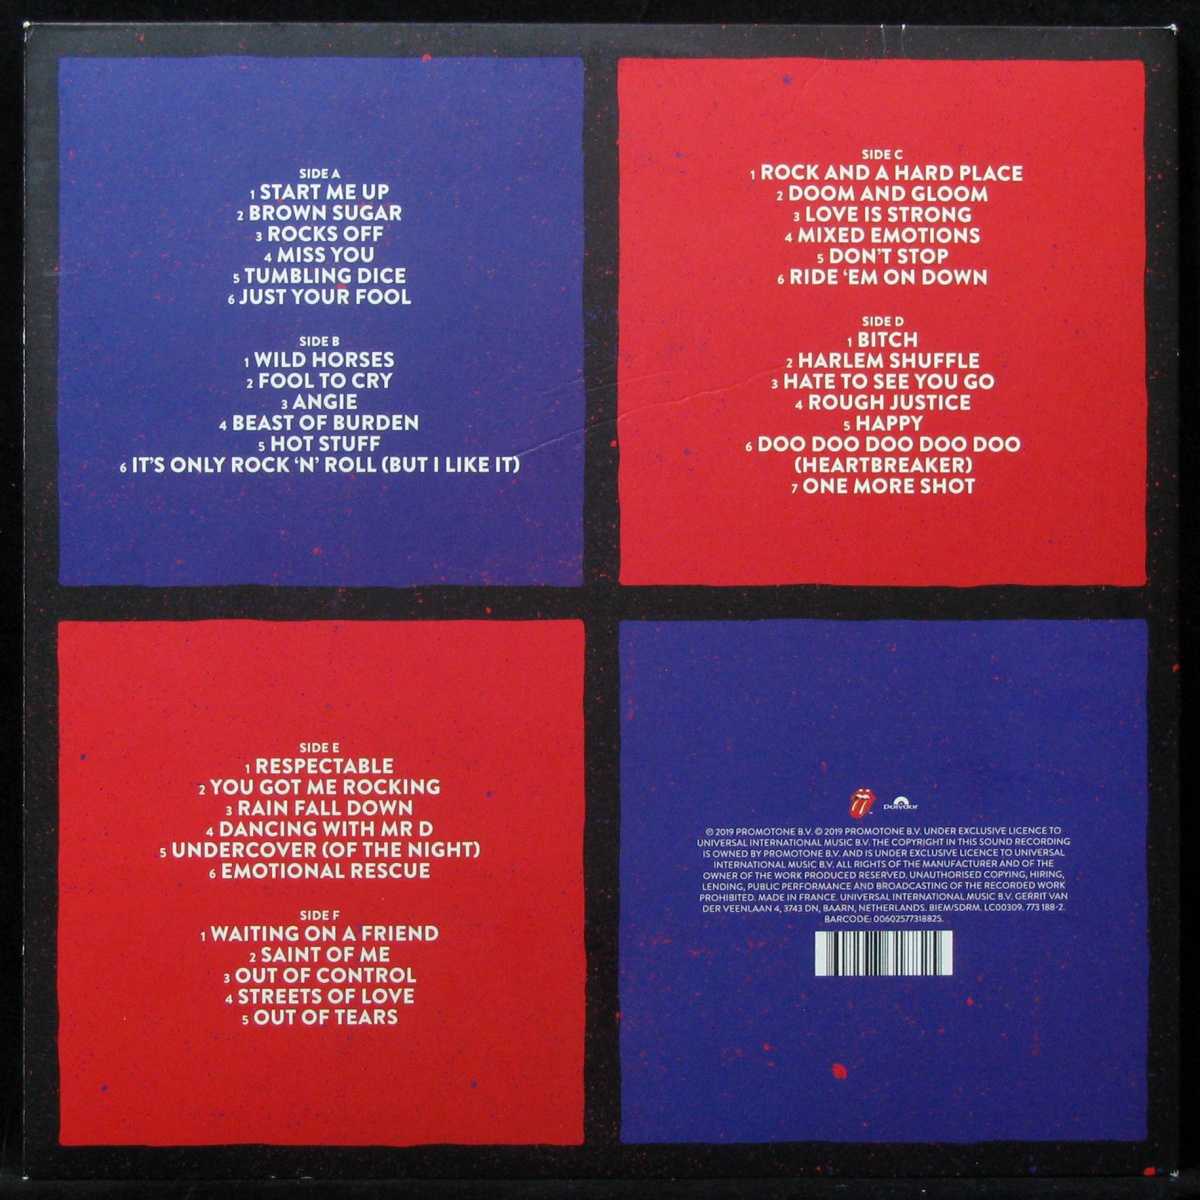 SIDE A
1 START ME UP
2 BROWN SUGAR
3 ROCKS OFF
4 MISS YOU
5 TUMBLING DICE
6 JUST YOUR FOOL
SIDE B
1 WILD HORSES
2 FOOL TO CRY
3 ANGIE
4 BEAST OF BURDEN
5 HOT STUFF
6 IT'S ONLY ROCK ‘N’ ROLL (BUT I LIKE IT)
SIDE C
1 ROCK AND A HARD PLACE
2 DOOM AND GLOOM
3 LOVE IS STRONG
4 MIXED EMOTIONS
5 DON'T STOP
6 RIDE ‘EM ON DOWN
SIDE D
1 BITCH
2 HARLEM SHUFFLE
3 HATE TO SEE YOU GO
4 ROUGH JUSTICE
5 HAPPY
6 DOO DOO DOO DOO DOO
(HEARTBREAKER)
7 ONE MORE SHOT
SIDE E
1 RESPECTABLE
2 YOU GOT ME ROCKING
3 RAIN FALL DOWN
4 DANCING WITH MR D
5 UNDERCOVER (OF THE NIGHT)
6 EMOTIONAL RESCUE
SIDE F
1 WAITING ON A FRIEND
2 SAINT OF ME
3 OUT OF CONTROL
4 STREETS OF LOVE
5 OUT OF TEARS
polydor
℗ 2019 PROMOTONE B.V. © 2019 PROMOTONE B.V. UNDER EXCLUSIVE LICENCE TO
UNIVERSAL INTERNATIONAL MUSIC B.V. THE COPYRIGHT IN THIS SOUND RECORDING
IS OWNED BY PROMOTONE B.V. AND IS UNDER EXCLUSIVE LICENCE TO UNIVERSAL
INTERNATIONAL MUSIC B.V. ALL RIGHTS OF THE MANUFACTURER AND OF THE
OWNER OF THE WORK PRODUCED RESERVED. UNAUTHORISED COPYING, HIRING,
LENDING, PUBLIC PERFORMANCE AND BROADCASTING OF THE RECORDED WORK
PROHIBITED. MADE IN FRANCE. UNIVERSAL INTERNATIONAL MUSIC B.V. GERRIT VAN
DER VEENLAAN 4, 3743 DN, BAARN, NETHERLANDS. BIEM/SDRM. LC00309. 773 188-2.
BARCODE: 00602577318825.